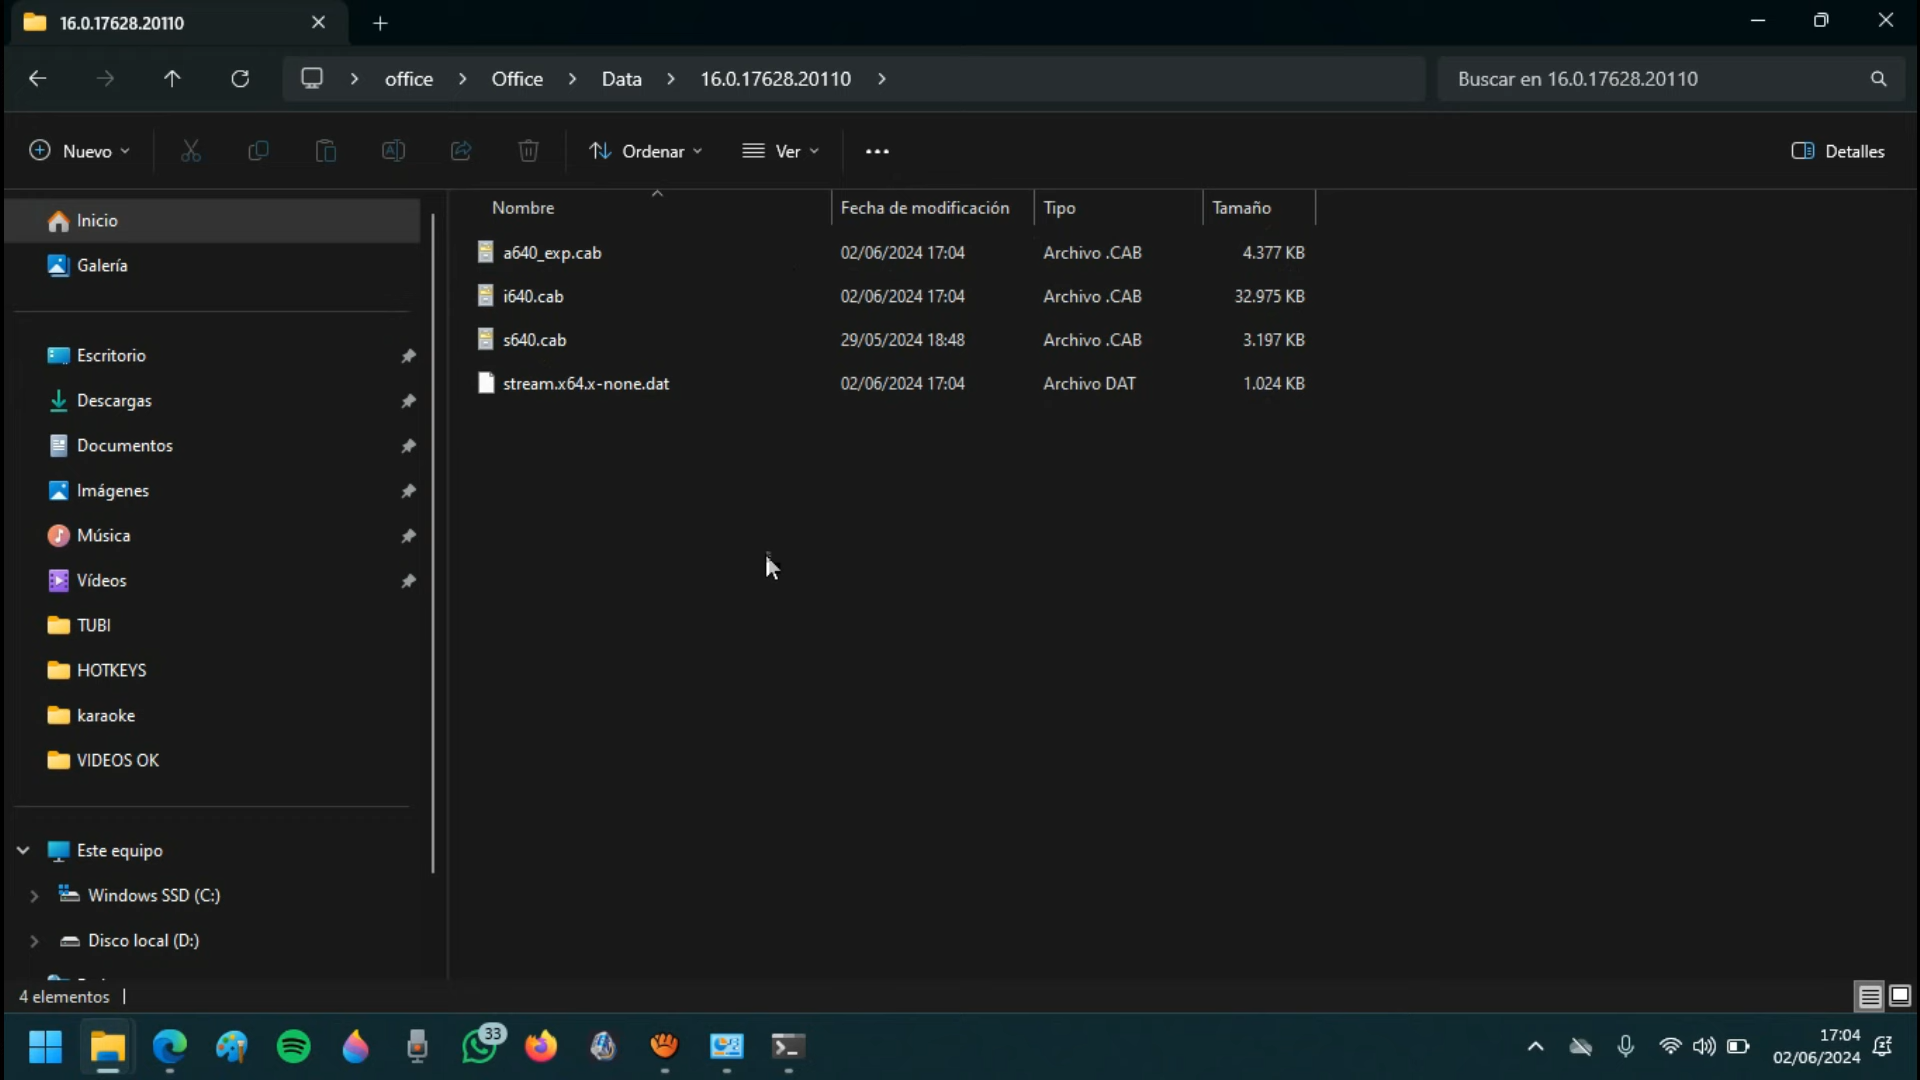 16.0.17628.20110
office > Office > Data > 16.0.17628.20110 >
Buscar en 16.0.17628.20110
Nuevo
Ordenar
Ver
Detalles
Nombre
Fecha de modificación
Tipo
Tamaño
a640_exp.cab 02/06/2024 17:04 Archivo .CAB 4.377 KB
i640.cab 02/06/2024 17:04 Archivo .CAB 32.975 KB
s640.cab 29/05/2024 18:48 Archivo .CAB 3.197 KB
stream.x64.x-none.dat 02/06/2024 17:04 Archivo DAT 1.024 KB
Inicio
Galería
Escritorio
Descargas
Documentos
Imágenes
Música
Vídeos
TUBI
HOTKEYS
karaoke
VIDEOS OK
Este equipo
Windows SSD (C:)
Disco local (D:)
4 elementos
33
17:04
02/06/2024